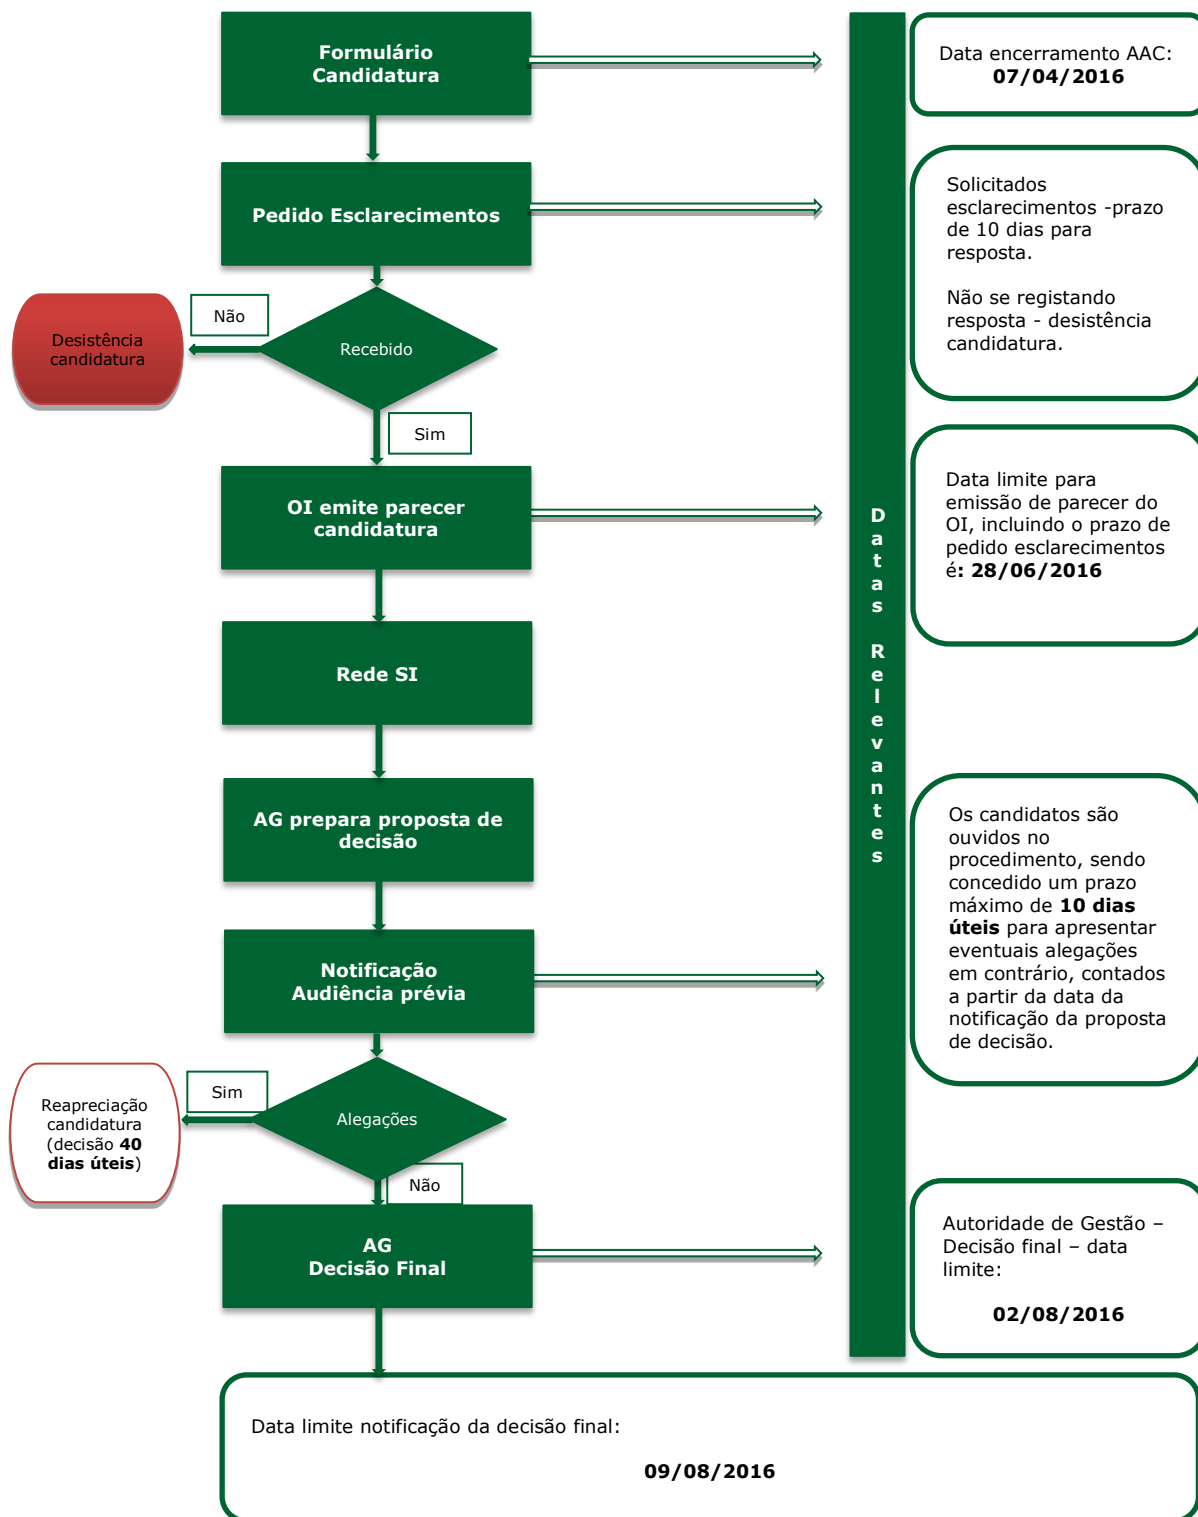 Formulário
Candidatura
Data encerramento AAC:
07/04/2016
Pedido Esclarecimentos
Solicitados
esclarecimentos -prazo
de 10 dias para
resposta.
Não se registando
resposta - desistência
candidatura.
Não
Desistência
candidatura
Recebido
Sim
OI emite parecer
candidatura
Data limite para
emissão de parecer do
OI, incluindo o prazo de
pedido esclarecimentos
é: 28/06/2016
Datas Relevantes
Rede SI
AG prepara proposta de
decisão
Os candidatos são
ouvidos no
procedimento, sendo
concedido um prazo
máximo de 10 dias
úteis para apresentar
eventuais alegações
em contrário, contados
a partir da data da
notificação da proposta
de decisão.
Notificação
Audiência prévia
Sim
Reapreciação
candidatura
(decisão 40
dias úteis)
Alegações
Não
AG
Decisão Final
Autoridade de Gestão –
Decisão final – data
limite:
02/08/2016
Data limite notificação da decisão final:
09/08/2016